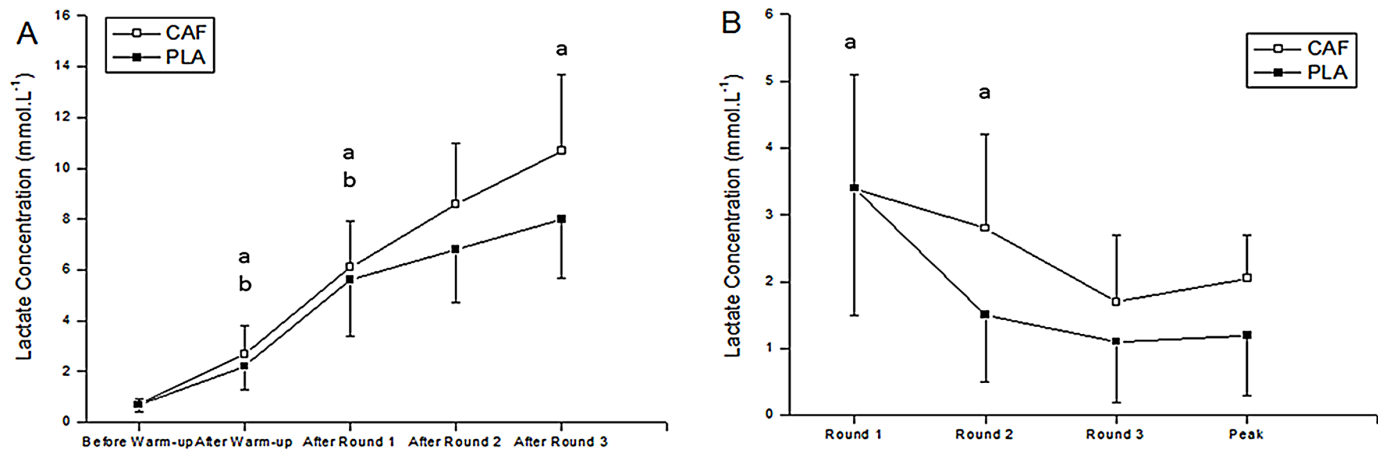 A
CAF
PLA
Lactate Concentration (mmol.L⁻¹)
16
14
12
10
8
6
4
2
0
a
b
a
b
a
Before Warm-up After Warm-up After Round 1 After Round 2 After Round 3
B
CAF
PLA
Lactate Concentration (mmol.L⁻¹)
6
5
4
3
2
1
0
a
a
Round 1 Round 2 Round 3 Peak